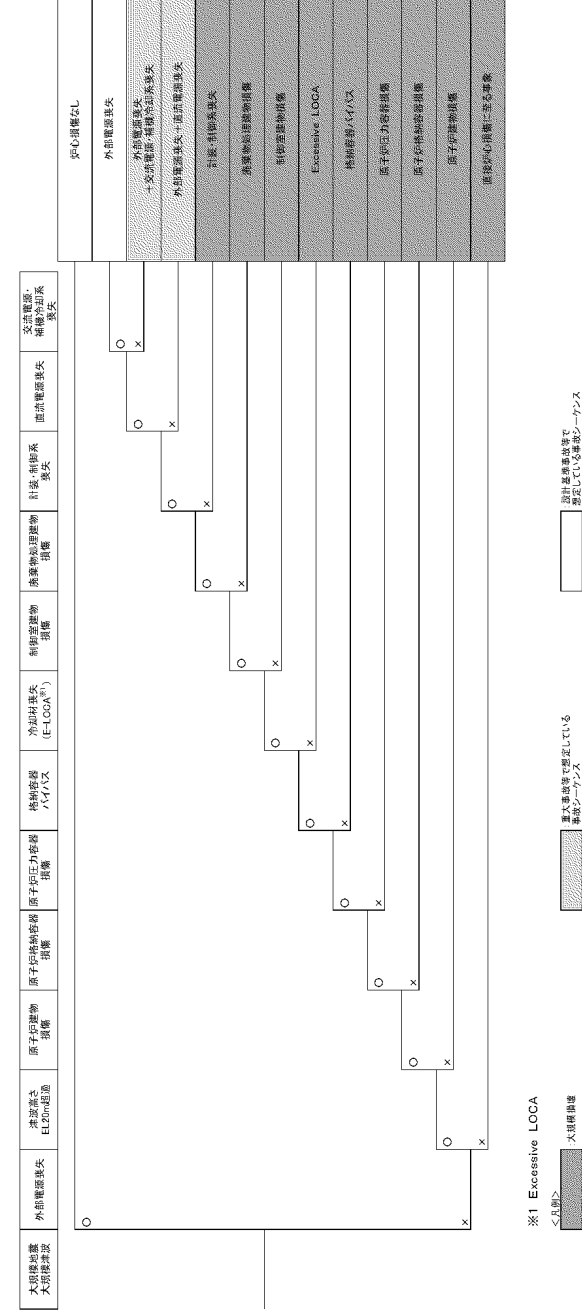 大規模地震
大規模津波
外部電源喪失
津波高さ
EL20m超過
原子炉建物
損傷
原子炉格納容器
損傷
原子炉圧力容器
損傷
格納容器
バイパス
冷却材喪失
(E-LOCA※1)
制御室建物
損傷
廃棄物処理建物
損傷
計装・制御系
喪失
直流電源喪失
交流電源・
補機冷却系
喪失
○
×
○
×
○
×
○
×
○
×
○
×
○
×
○
×
○
×
○
×
○
×
○
×
炉心損傷なし
外部電源喪失
外部電源喪失
+交流電源・補機冷却系喪失
外部電源喪失+直流電源喪失
計装・制御系喪失
廃棄物処理建物損傷
制御室建物損傷
Excessive LOCA
格納容器バイパス
原子炉圧力容器損傷
原子炉格納容器損傷
原子炉建物損傷
直接炉心損傷に至る事象
※1 Excessive LOCA
<凡例>
:大規模損壊
:重大事故等で想定している
事故シーケンス
:設計基準事故等で
想定している事故シーケンス